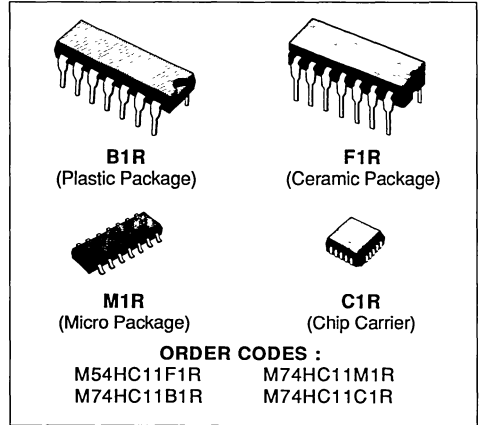 B1R
(Plastic Package)
F1R
(Ceramic Package)
M1R
(Micro Package)
C1R
(Chip Carrier)
ORDER CODES :
M54HC11F1R M74HC11M1R
M74HC11B1R M74HC11C1R